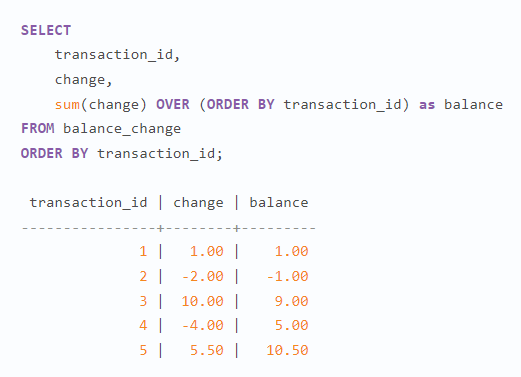 SELECT
    transaction_id,
    change,
    sum(change) OVER (ORDER BY transaction_id) as balance
FROM balance_change
ORDER BY transaction_id;

 transaction_id | change | balance
----------------+--------+---------
              1 |   1.00 |    1.00
              2 |  -2.00 |   -1.00
              3 |  10.00 |    9.00
              4 |  -4.00 |    5.00
              5 |   5.50 |   10.50